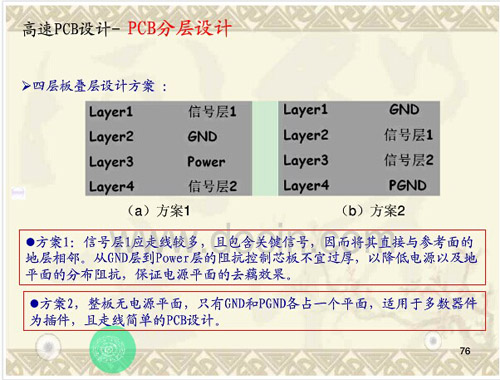 高速PCB设计- PCB分层设计
四层板叠层设计方案：
Layer1 信号层1
Layer2 GND
Layer3 Power
Layer4 信号层2
Layer1 GND
Layer2 信号层1
Layer3 信号层2
Layer4 PGND
（a）方案1
（b）方案2
www.docin.com
●方案1：信号层1应走线较多，且包含关键信号，因而将其直接与参考面的
地层相邻。从GND层到Power层的阻抗控制芯板不宜过厚，以降低电源以及地
平面的分布阻抗，保证电源平面的去藕效果。
●方案2，整板无电源平面，只有GND和PGND各占一个平面，适用于多数器件
为插件，且走线简单的PCB设计。
76